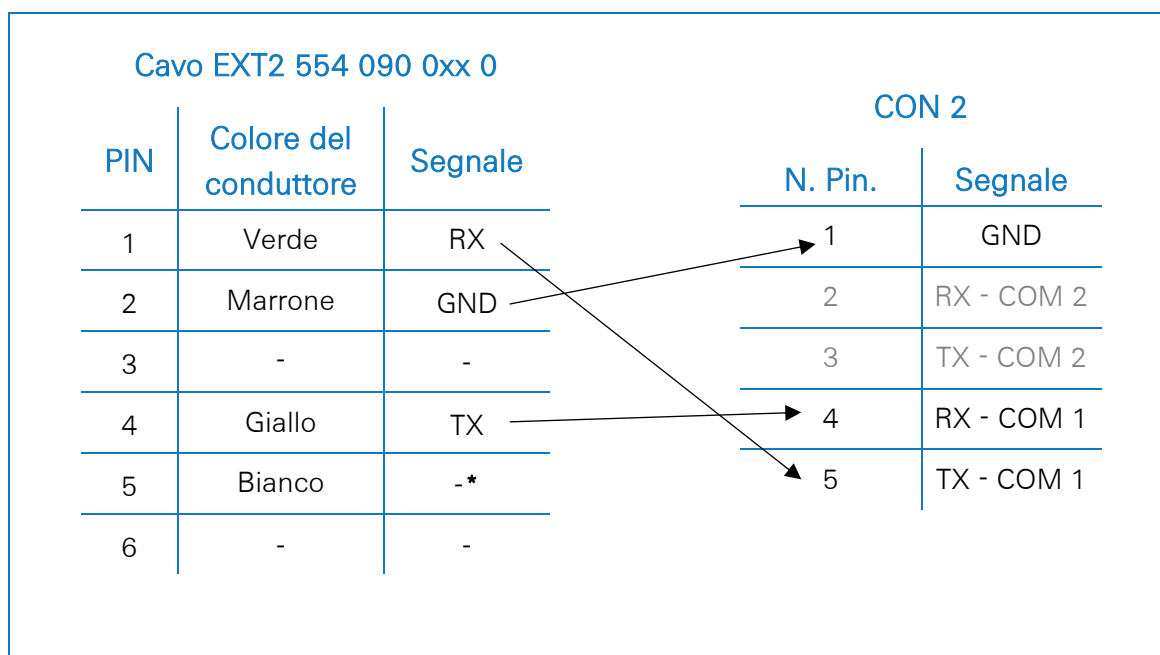 Cavo EXT2 554 090 0xx 0
PIN Colore del conduttore Segnale
1 Verde RX
2 Marrone GND
3 - -
4 Giallo TX
5 Bianco -*
6 - -
CON 2
N. Pin. Segnale
1 GND
2 RX - COM 2
3 TX - COM 2
4 RX - COM 1
5 TX - COM 1